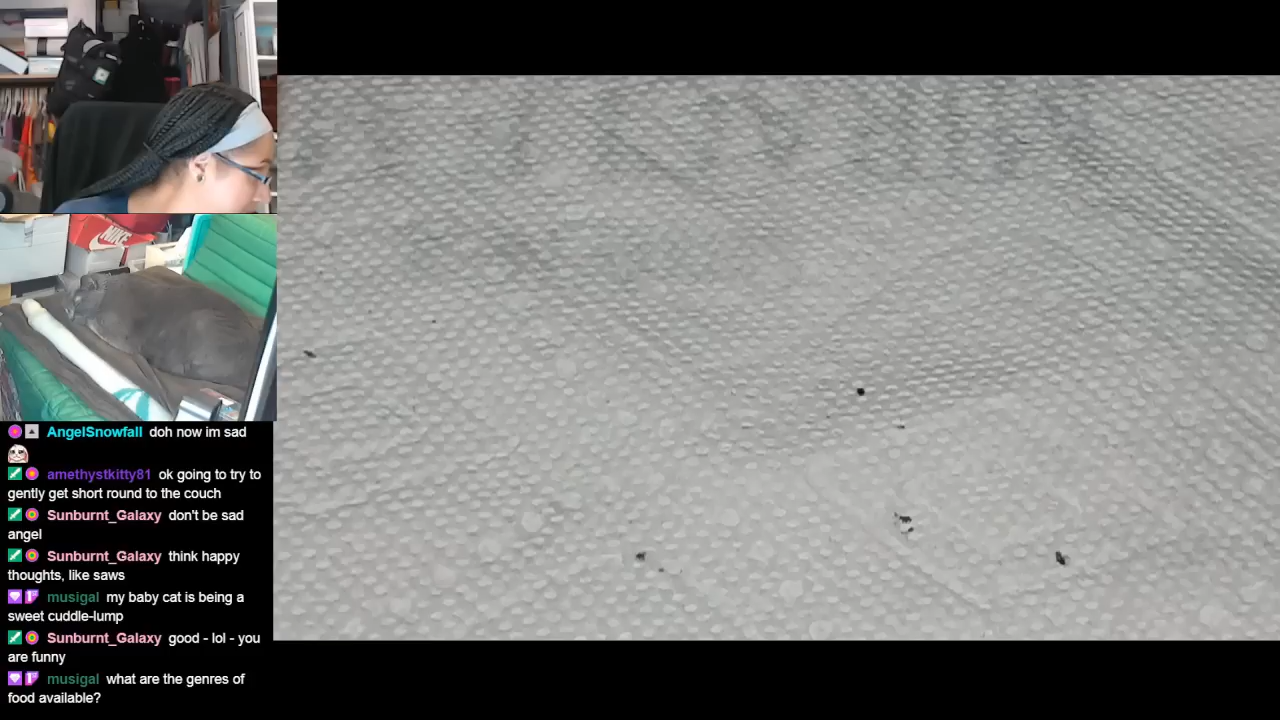 NIKE
AngelSnowfall doh now im sad
amethystkitty81 ok going to try to
gently get short round to the couch
Sunburnt_Galaxy don't be sad
angel
Sunburnt_Galaxy think happy
thoughts, like saws
musigal my baby cat is being a
sweet cuddle-lump
Sunburnt_Galaxy good - lol - you
are funny
musigal what are the genres of
food available?